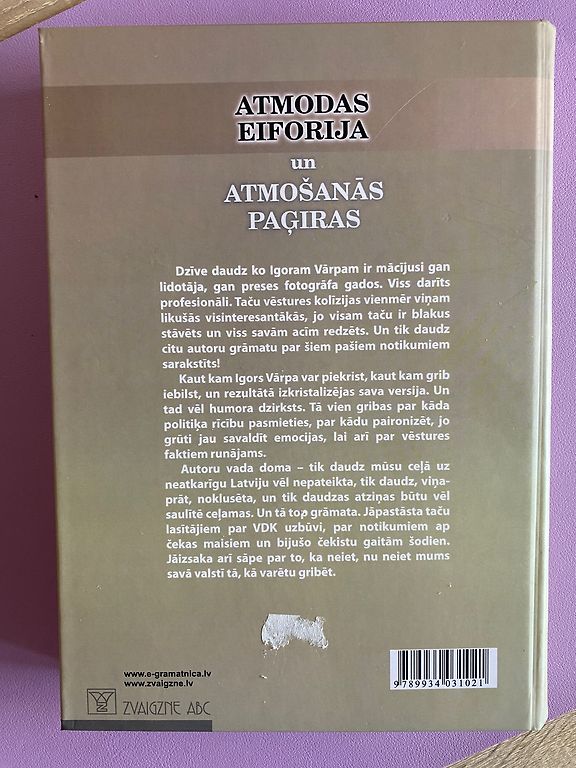 ATMODAS
EIFORIJA
un
ATMOŠANĀS
PAĢIRAS
Dzīve daudz ko Igoram Vārpam ir mācījusi gan
lidotāja, gan preses fotogrāfa gados. Viss darīts
profesionāli. Taču vēstures kolīzijas vienmēr viņam
likušās visinteresantākās, jo visam taču ir blakus
stāvēts un viss savām acīm redzēts. Un tik daudz
citu autoru grāmatu par šiem pašiem notikumiem
sarakstīts!
Kaut kam Igors Vārpa var piekrist, kaut kam grib
iebilst, un rezultātā izkristalizējas sava versija. Un
tad vēl humora dzirksts. Tā vien gribas par kāda
politiķa rīcību pasmieties, par kādu paironizēt, jo
grūti jau savaldīt emocijas, lai arī par vēstures
faktiem runājams.
Autoru vada doma – tik daudz mūsu ceļā uz
neatkarīgu Latviju vēl nepateikta, tik daudz, viņa-
prāt, noklusēta, un tik daudzas atziņas būtu vēl
saulītē ceļamas. Un tā top grāmata. Jāpastāsta taču
lasītājiem par VDK uzbūvi, par notikumiem ap
čekas maisiem un bijušo čekistu gaitām šodien.
Jāizsaka arī sāpe par to, ka neiet, nu neiet mums
savā valstī tā, kā varētu gribēt.
www.e-gramatnica.lv
www.zvaigzne.lv
ZVAIGZNE ABC
9 789934 031021